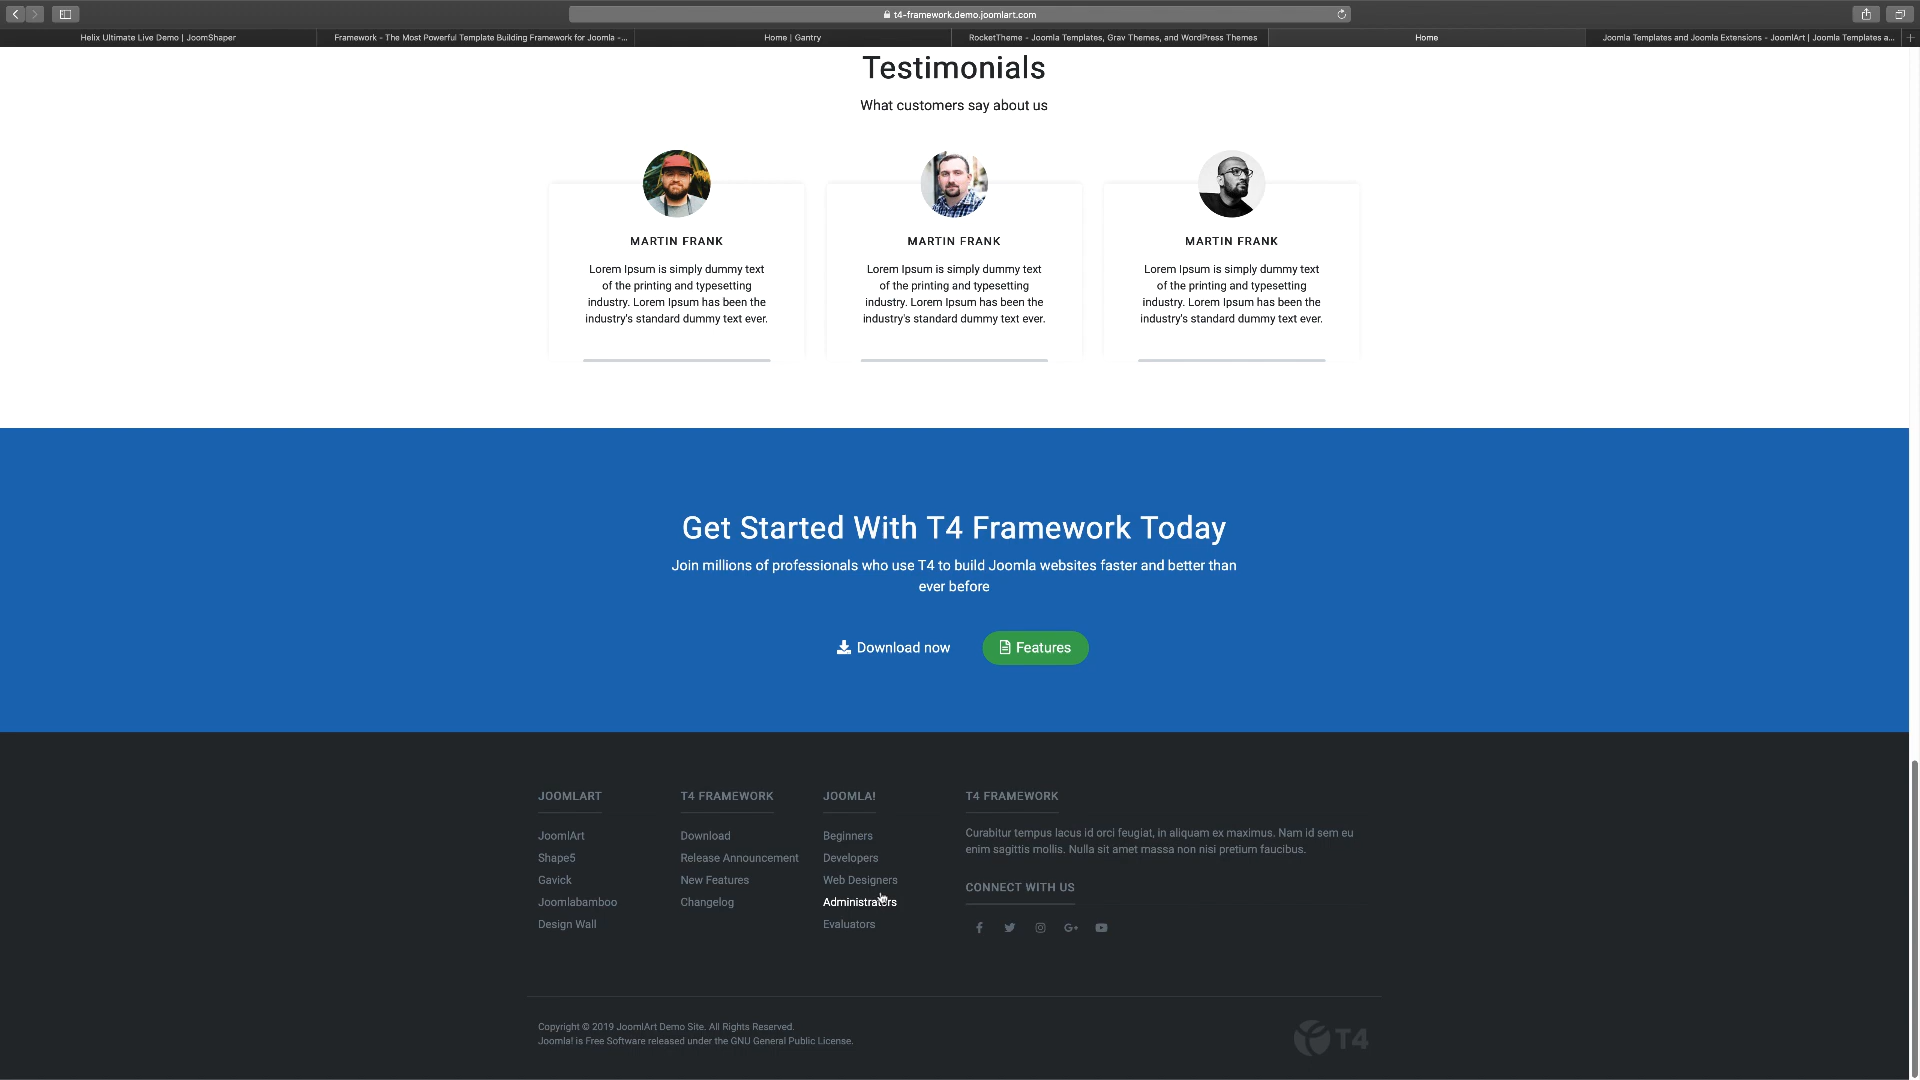 t4-framework.demo.joomlart.com
Helix Ultimate Live Demo | JoomShaper
Framework - The Most Powerful Template Building Framework for Joomla -...
Home | Gantry
RocketTheme - Joomla Templates, Grav Themes, and WordPress Themes
Home
Joomla Templates and Joomla Extensions - JoomlArt | Joomla Templates a...
Testimonials
What customers say about us
MARTIN FRANK
Lorem Ipsum is simply dummy text
of the printing and typesetting
industry. Lorem Ipsum has been the
industry's standard dummy text ever.
MARTIN FRANK
Lorem Ipsum is simply dummy text
of the printing and typesetting
industry. Lorem Ipsum has been the
industry's standard dummy text ever.
MARTIN FRANK
Lorem Ipsum is simply dummy text
of the printing and typesetting
industry. Lorem Ipsum has been the
industry's standard dummy text ever.
Get Started With T4 Framework Today
Join millions of professionals who use T4 to build Joomla websites faster and better than
ever before
Download now
Features
JOOMLART
JoomlArt
Shape5
Gavick
Joomlabamboo
Design Wall
T4 FRAMEWORK
Download
Release Announcement
New Features
Changelog
JOOMLA!
Beginners
Developers
Web Designers
Administrators
Evaluators
T4 FRAMEWORK
Curabitur tempus lacus id orci feugiat, in aliquam ex maximus. Nam id sem eu
enim sagittis mollis. Nulla sit amet massa non nisi pretium faucibus.
CONNECT WITH US
Copyright © 2019 JoomlArt Demo Site. All Rights Reserved.
Joomla! is Free Software released under the GNU General Public License.
T4